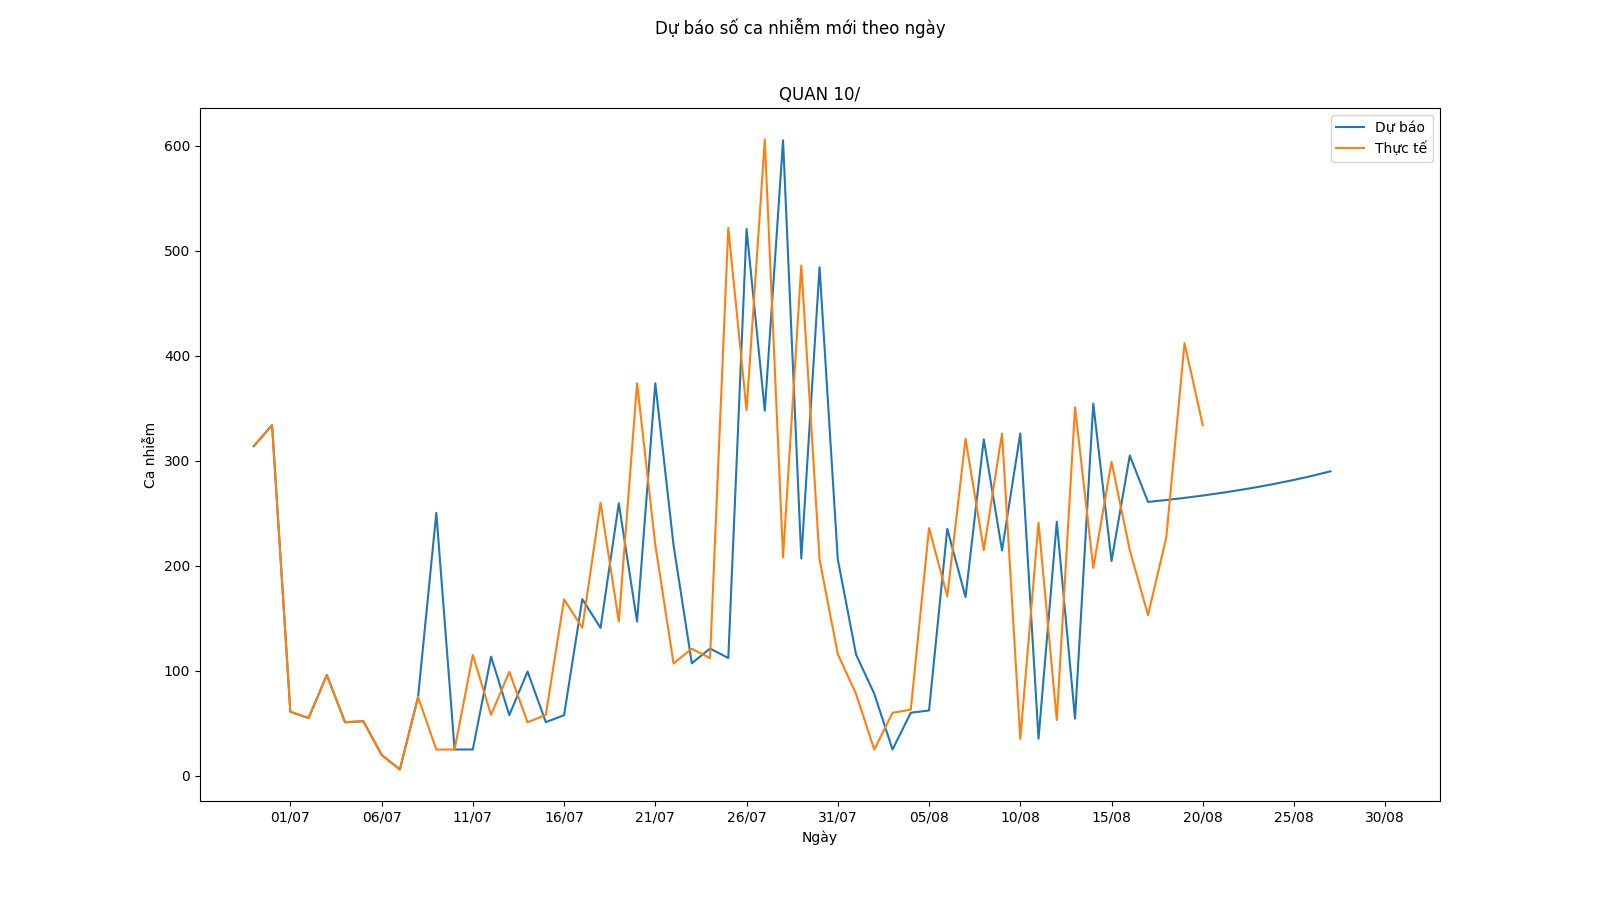 Dự báo số ca nhiễm mới theo ngày
QUAN 10/
Dự báo
Thực tế
600
500
400
300
200
100
0
Ca nhiễm
01/07 06/07 11/07 16/07 21/07 26/07 31/07 05/08 10/08 15/08 20/08 25/08 30/08
Ngày